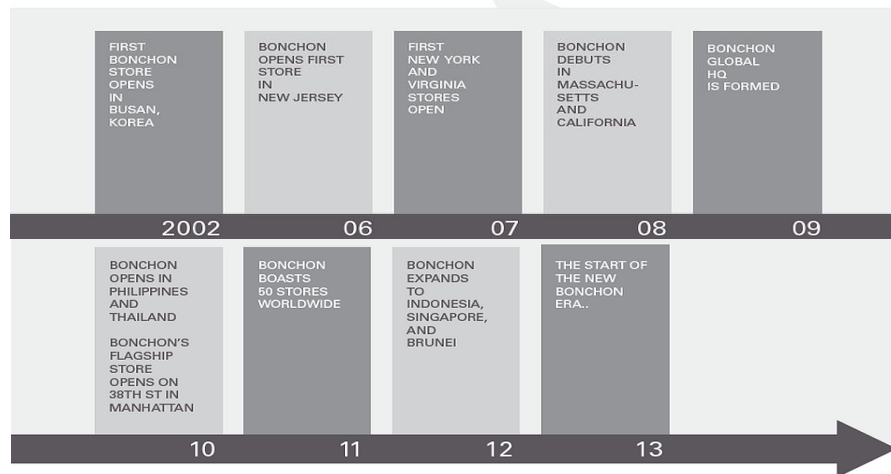 FIRST
BONCHON
STORE
OPENS
IN
BUSAN,
KOREA
BONCHON
OPENS FIRST
STORE
IN
NEW JERSEY
FIRST
NEW YORK
AND
VIRGINIA
STORES
OPEN
BONCHON
DEBUTS
IN
MASSACHU-
SETTS
AND
CALIFORNIA
BONCHON
GLOBAL
HQ
IS FORMED
2002 06 07 08 09
BONCHON
OPENS IN
PHILIPPINES
AND
THAILAND
BONCHON'S
FLAGSHIP
STORE
OPENS ON
38TH ST IN
MANHATTAN
BONCHON
BOASTS
50 STORES
WORLDWIDE
BONCHON
EXPANDS
TO
INDONESIA,
SINGAPORE,
AND
BRUNEI
THE START OF
THE NEW
BONCHON
ERA..
10 11 12 13